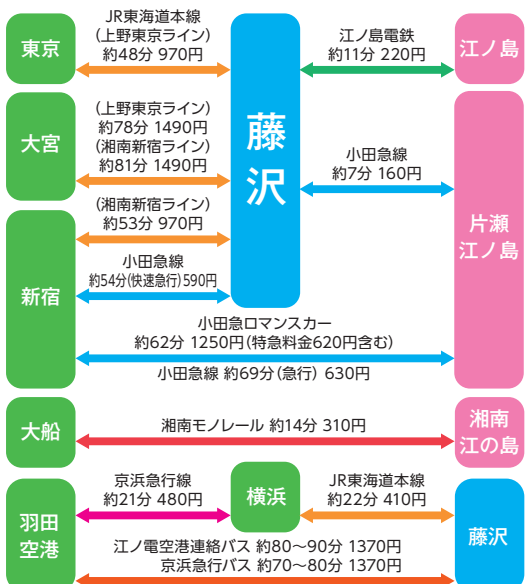 東京
JR東海道本線
(上野東京ライン)
約48分 970円
藤沢
江ノ島電鉄
約11分 220円
江ノ島
大宮
(上野東京ライン)
約78分 1490円
(湘南新宿ライン)
約81分 1490円
小田急線
約7分 160円
片瀬
江ノ島
新宿
(湘南新宿ライン)
約53分 970円
小田急線
約54分(快速急行)590円
小田急ロマンスカー
約62分 1250円(特急料金620円含む)
小田急線 約69分(急行) 630円
大船
湘南モノレール 約14分 310円
湘南
江の島
羽田
空港
京浜急行線
約21分 480円
横浜
JR東海道本線
約22分 410円
藤沢
江ノ電空港連絡バス 約80〜90分 1370円
京浜急行バス 約70〜80分 1370円